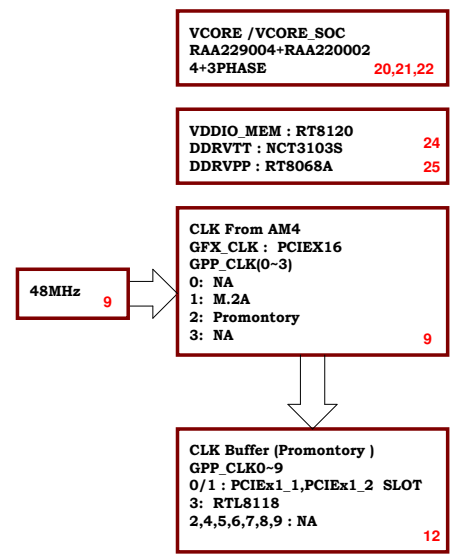 VCORE /VCORE_SOC
RAA229004+RAA220002
4+3PHASE 20,21,22
VDDIO_MEM : RT8120
24
DDRVTT : NCT3103S
DDRVPP : RT8068A 25
CLK From AM4
GFX_CLK : PCIEX16
GPP_CLK(0~3)
0: NA
1: M.2A
2: Promontory
3: NA 9
48MHz 9
CLK Buffer (Promontory )
GPP_CLK0~9
0/1 : PCIEx1_1,PCIEx1_2 SLOT
3: RTL8118
2,4,5,6,7,8,9 : NA
12